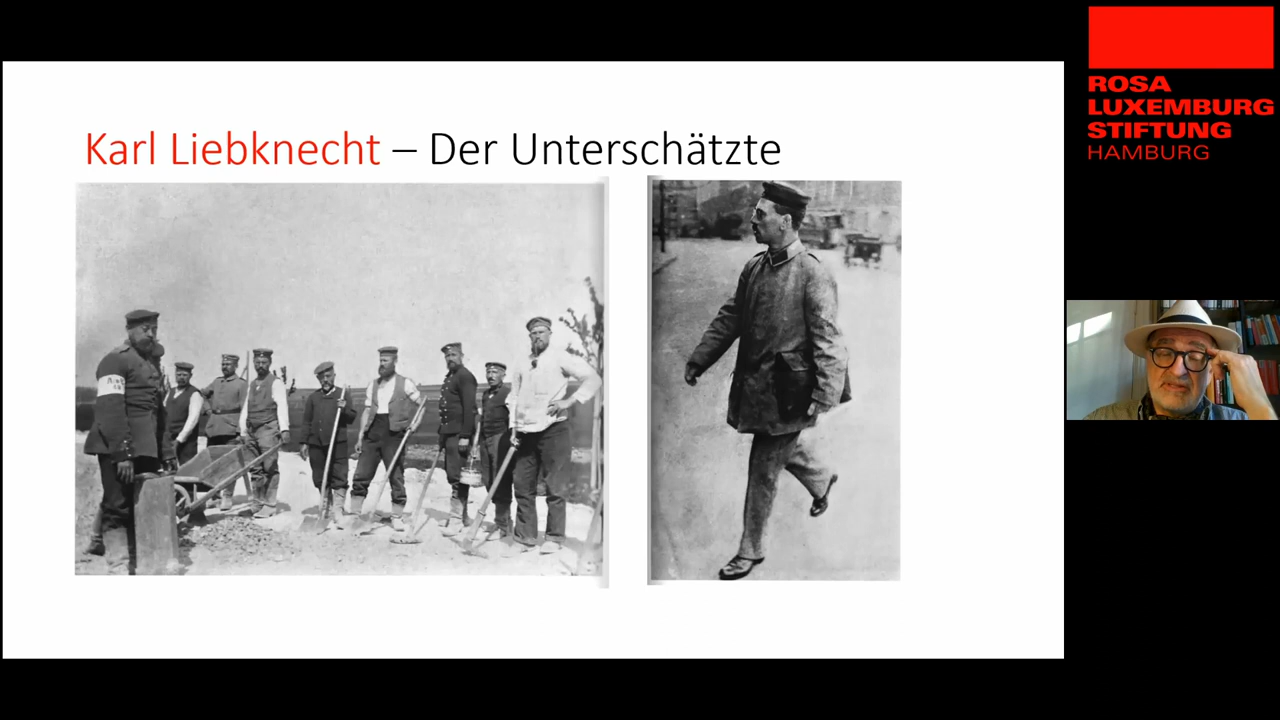 Karl Liebknecht – Der Unterschätzte
ROSA
LUXEMBURG
STIFTUNG
HAMBURG